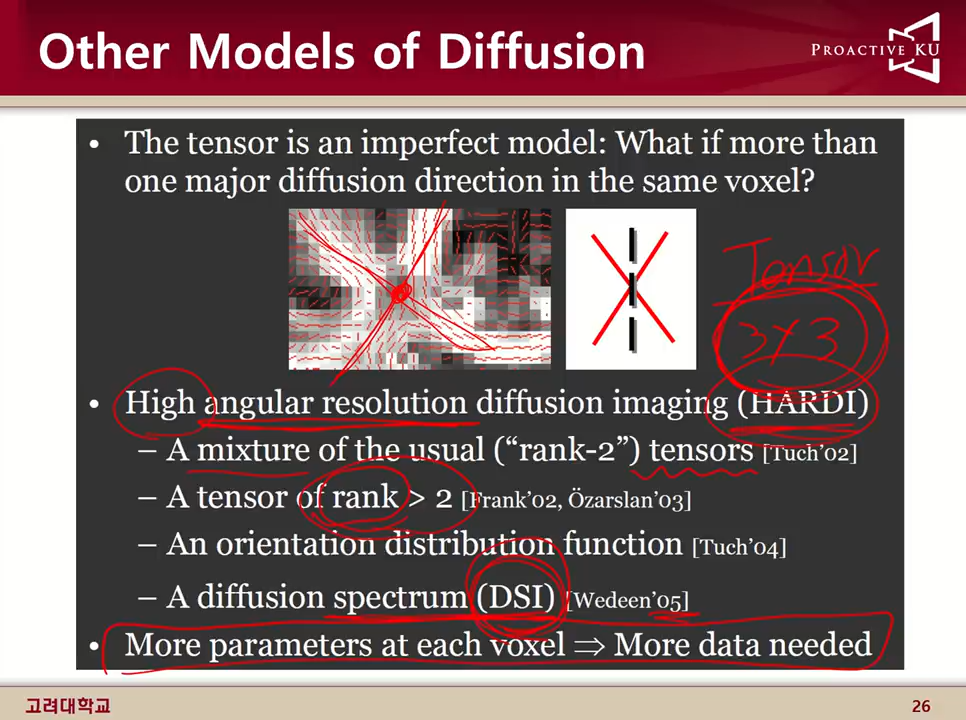 Other Models of Diffusion
PROACTIVE KU
• The tensor is an imperfect model: What if more than
one major diffusion direction in the same voxel?
Tensor
3×3
• High angular resolution diffusion imaging (HARDI)
– A mixture of the usual (“rank-2”) tensors [Tuch’02]
– A tensor of rank > 2 [Frank’02, Özarslan’03]
– An orientation distribution function [Tuch’04]
– A diffusion spectrum (DSI) [Wedeen’05]
• More parameters at each voxel ⇒ More data needed
고려대학교
26